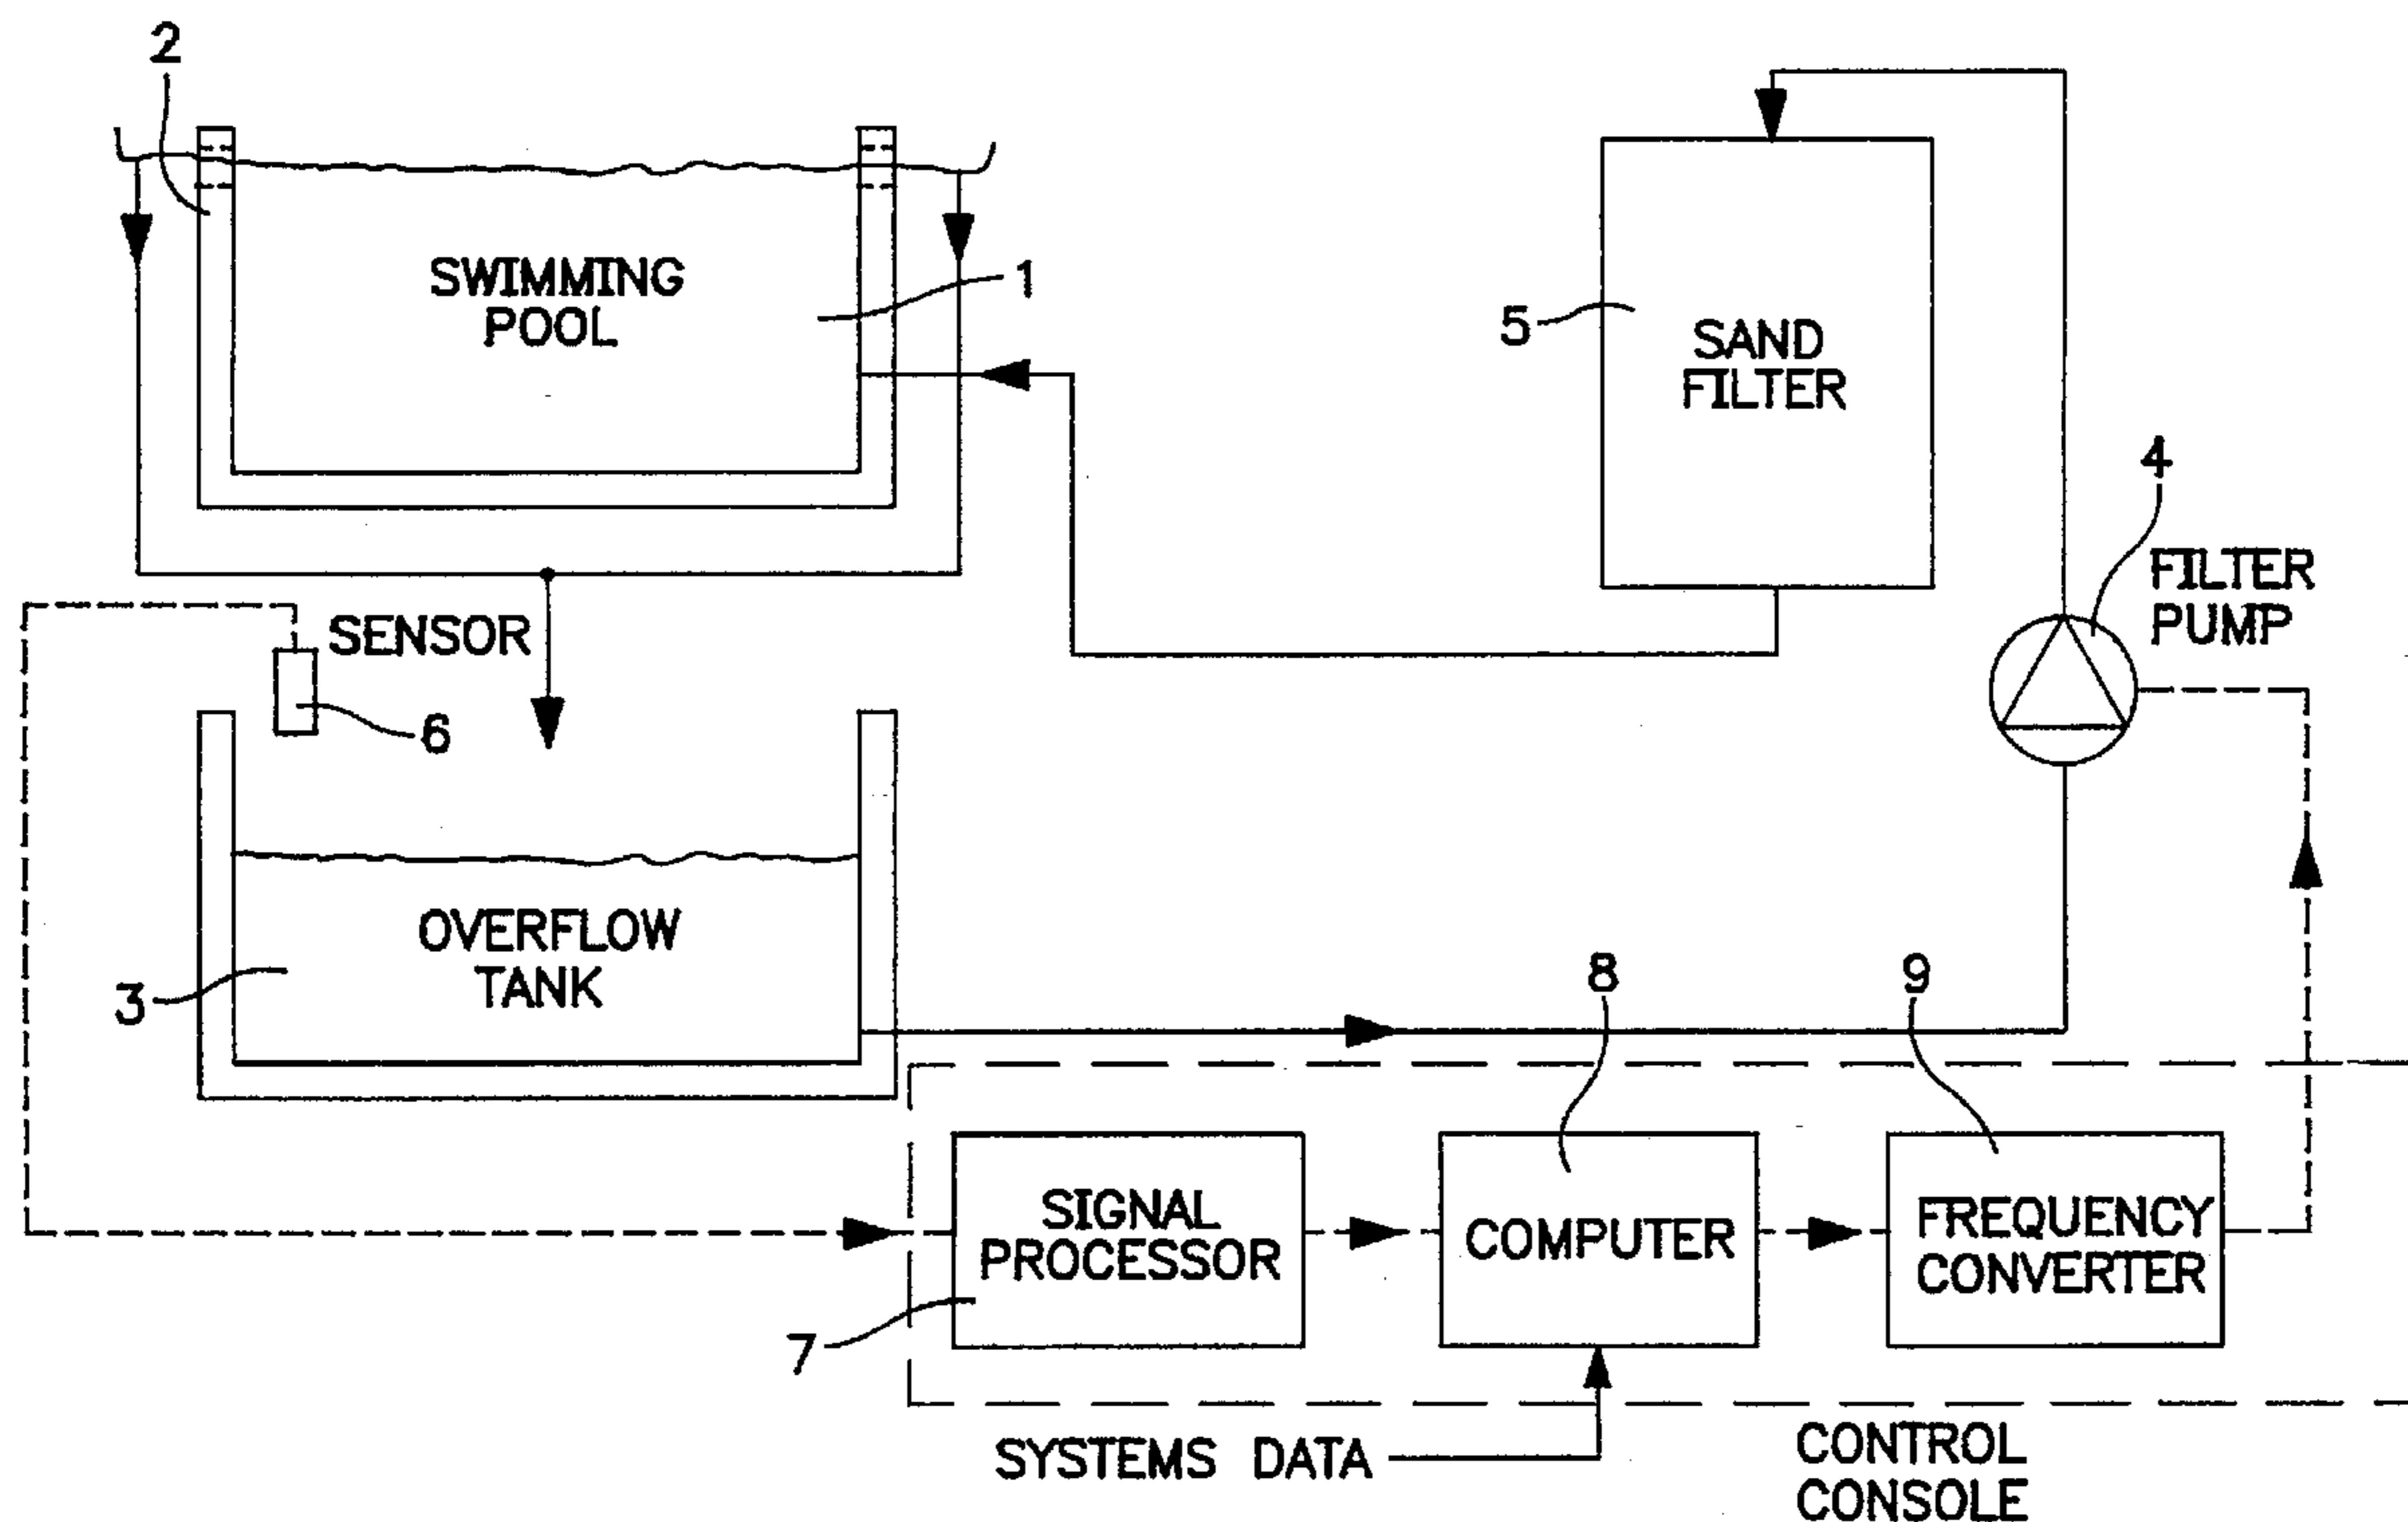 2
SWIMMING
POOL
1
5
SAND
FILTER
4
FILTER
PUMP
SENSOR
6
OVERFLOW
TANK
3
8
9
SIGNAL
PROCESSOR
7
COMPUTER
FREQUENCY
CONVERTER
SYSTEMS DATA
CONTROL
CONSOLE